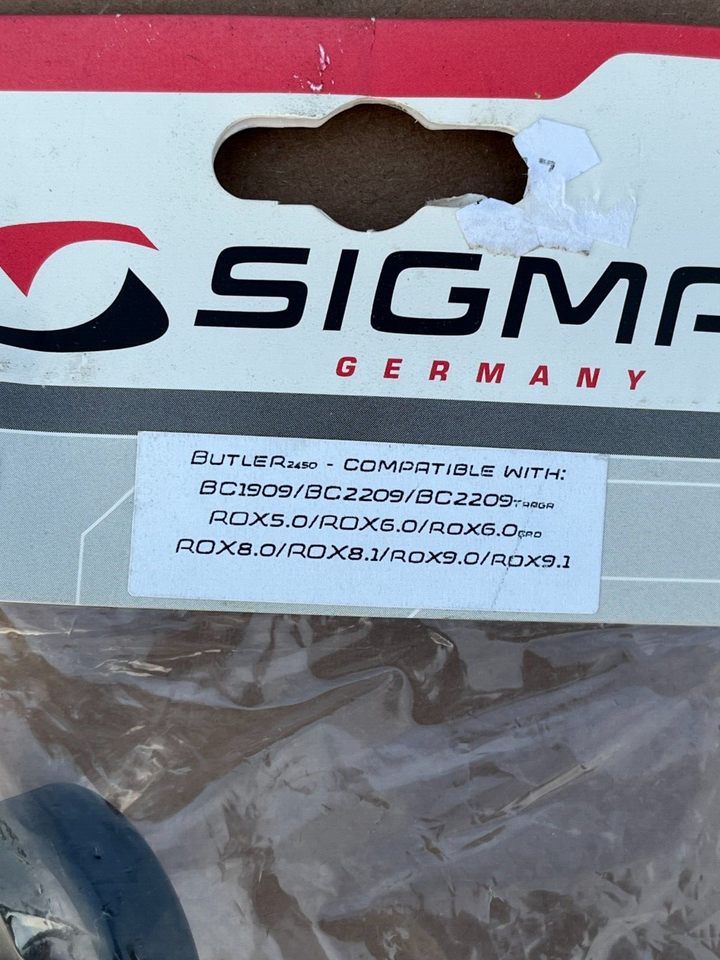 SIGMA
GERMANY
BUTLER2450 - COMPATIBLE WITH:
BC1909/BC2209/BC2209TARGA
ROX5.0/ROX6.0/ROX6.0CAD
ROX8.0/ROX8.1/ROX9.0/ROX9.1